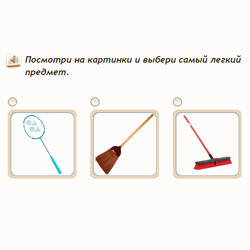 Посмотри на картинки и выбери самый легкий
предмет.